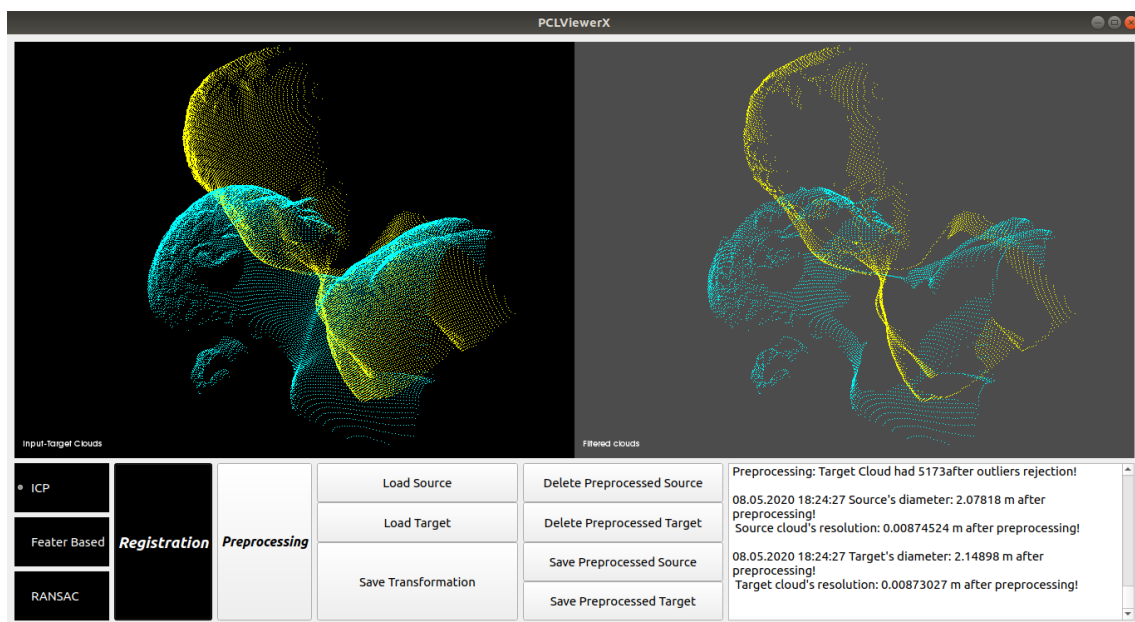 PCLViewerX
Input-Target Clouds
Filtered clouds
ICP
Feater Based
RANSAC
Registration
Preprocessing
Load Source
Load Target
Save Transformation
Delete Preprocessed Source
Delete Preprocessed Target
Save Preprocessed Source
Save Preprocessed Target
Preprocessing: Target Cloud had 5173after outliers rejection!
08.05.2020 18:24:27 Source's diameter: 2.07818 m after
preprocessing!
Source cloud's resolution: 0.00874524 m after preprocessing!
08.05.2020 18:24:27 Target's diameter: 2.14898 m after
preprocessing!
Target cloud's resolution: 0.00873027 m after preprocessing!